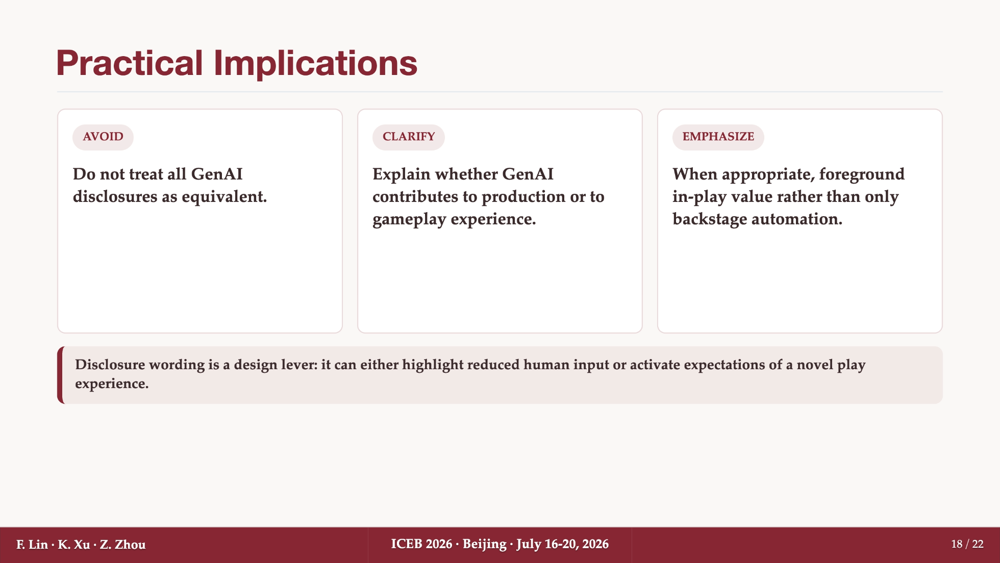 Practical Implications
AVOID
Do not treat all GenAI
disclosures as equivalent.
CLARIFY
Explain whether GenAI
contributes to production or to
gameplay experience.
EMPHASIZE
When appropriate, foreground
in-play value rather than only
backstage automation.
Disclosure wording is a design lever: it can either highlight reduced human input or activate expectations of a novel play
experience.
F. Lin · K. Xu · Z. Zhou
ICEB 2026 · Beijing · July 16-20, 2026
18 / 22